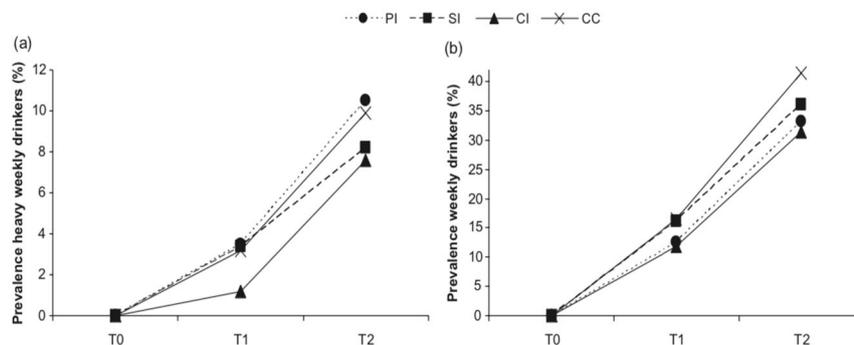 PI SI CI CC
(a)
Prevalence heavy weekly drinkers (%)
12
10
8
6
4
2
0
T0 T1 T2
(b)
Prevalence weekly drinkers (%)
40
35
30
25
20
15
10
5
0
T0 T1 T2